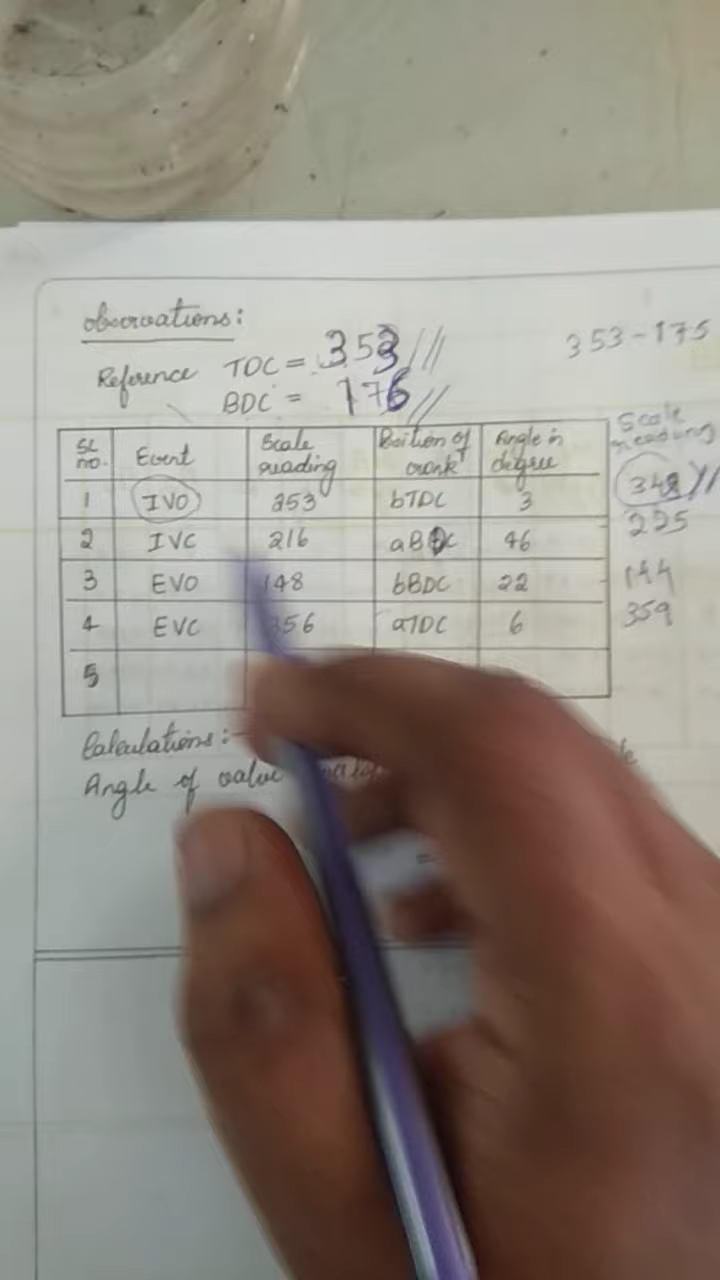 observations:
Reference TDC = 353 //
353-175
BDC = 176 //
SL no. Event Scale reading Position of crank Angle in degree Scale reading
1 IVO 253 bTDC 3 348 //
2 IVC 216 aBDC 46 225
3 EVO 148 bBDC 22 144
4 EVC 356 aTDC 6 359
5
Calculations:-
Angle of valve
=